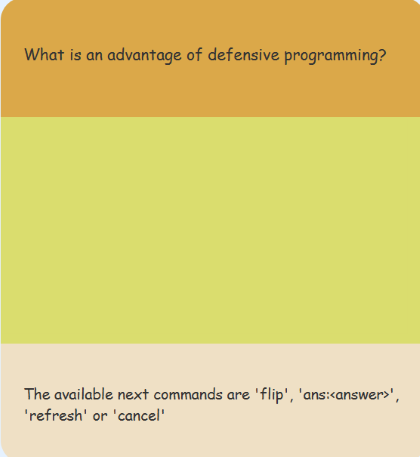 What is an advantage of defensive programming?
The available next commands are 'flip', 'ans:<answer>',
'refresh' or 'cancel'